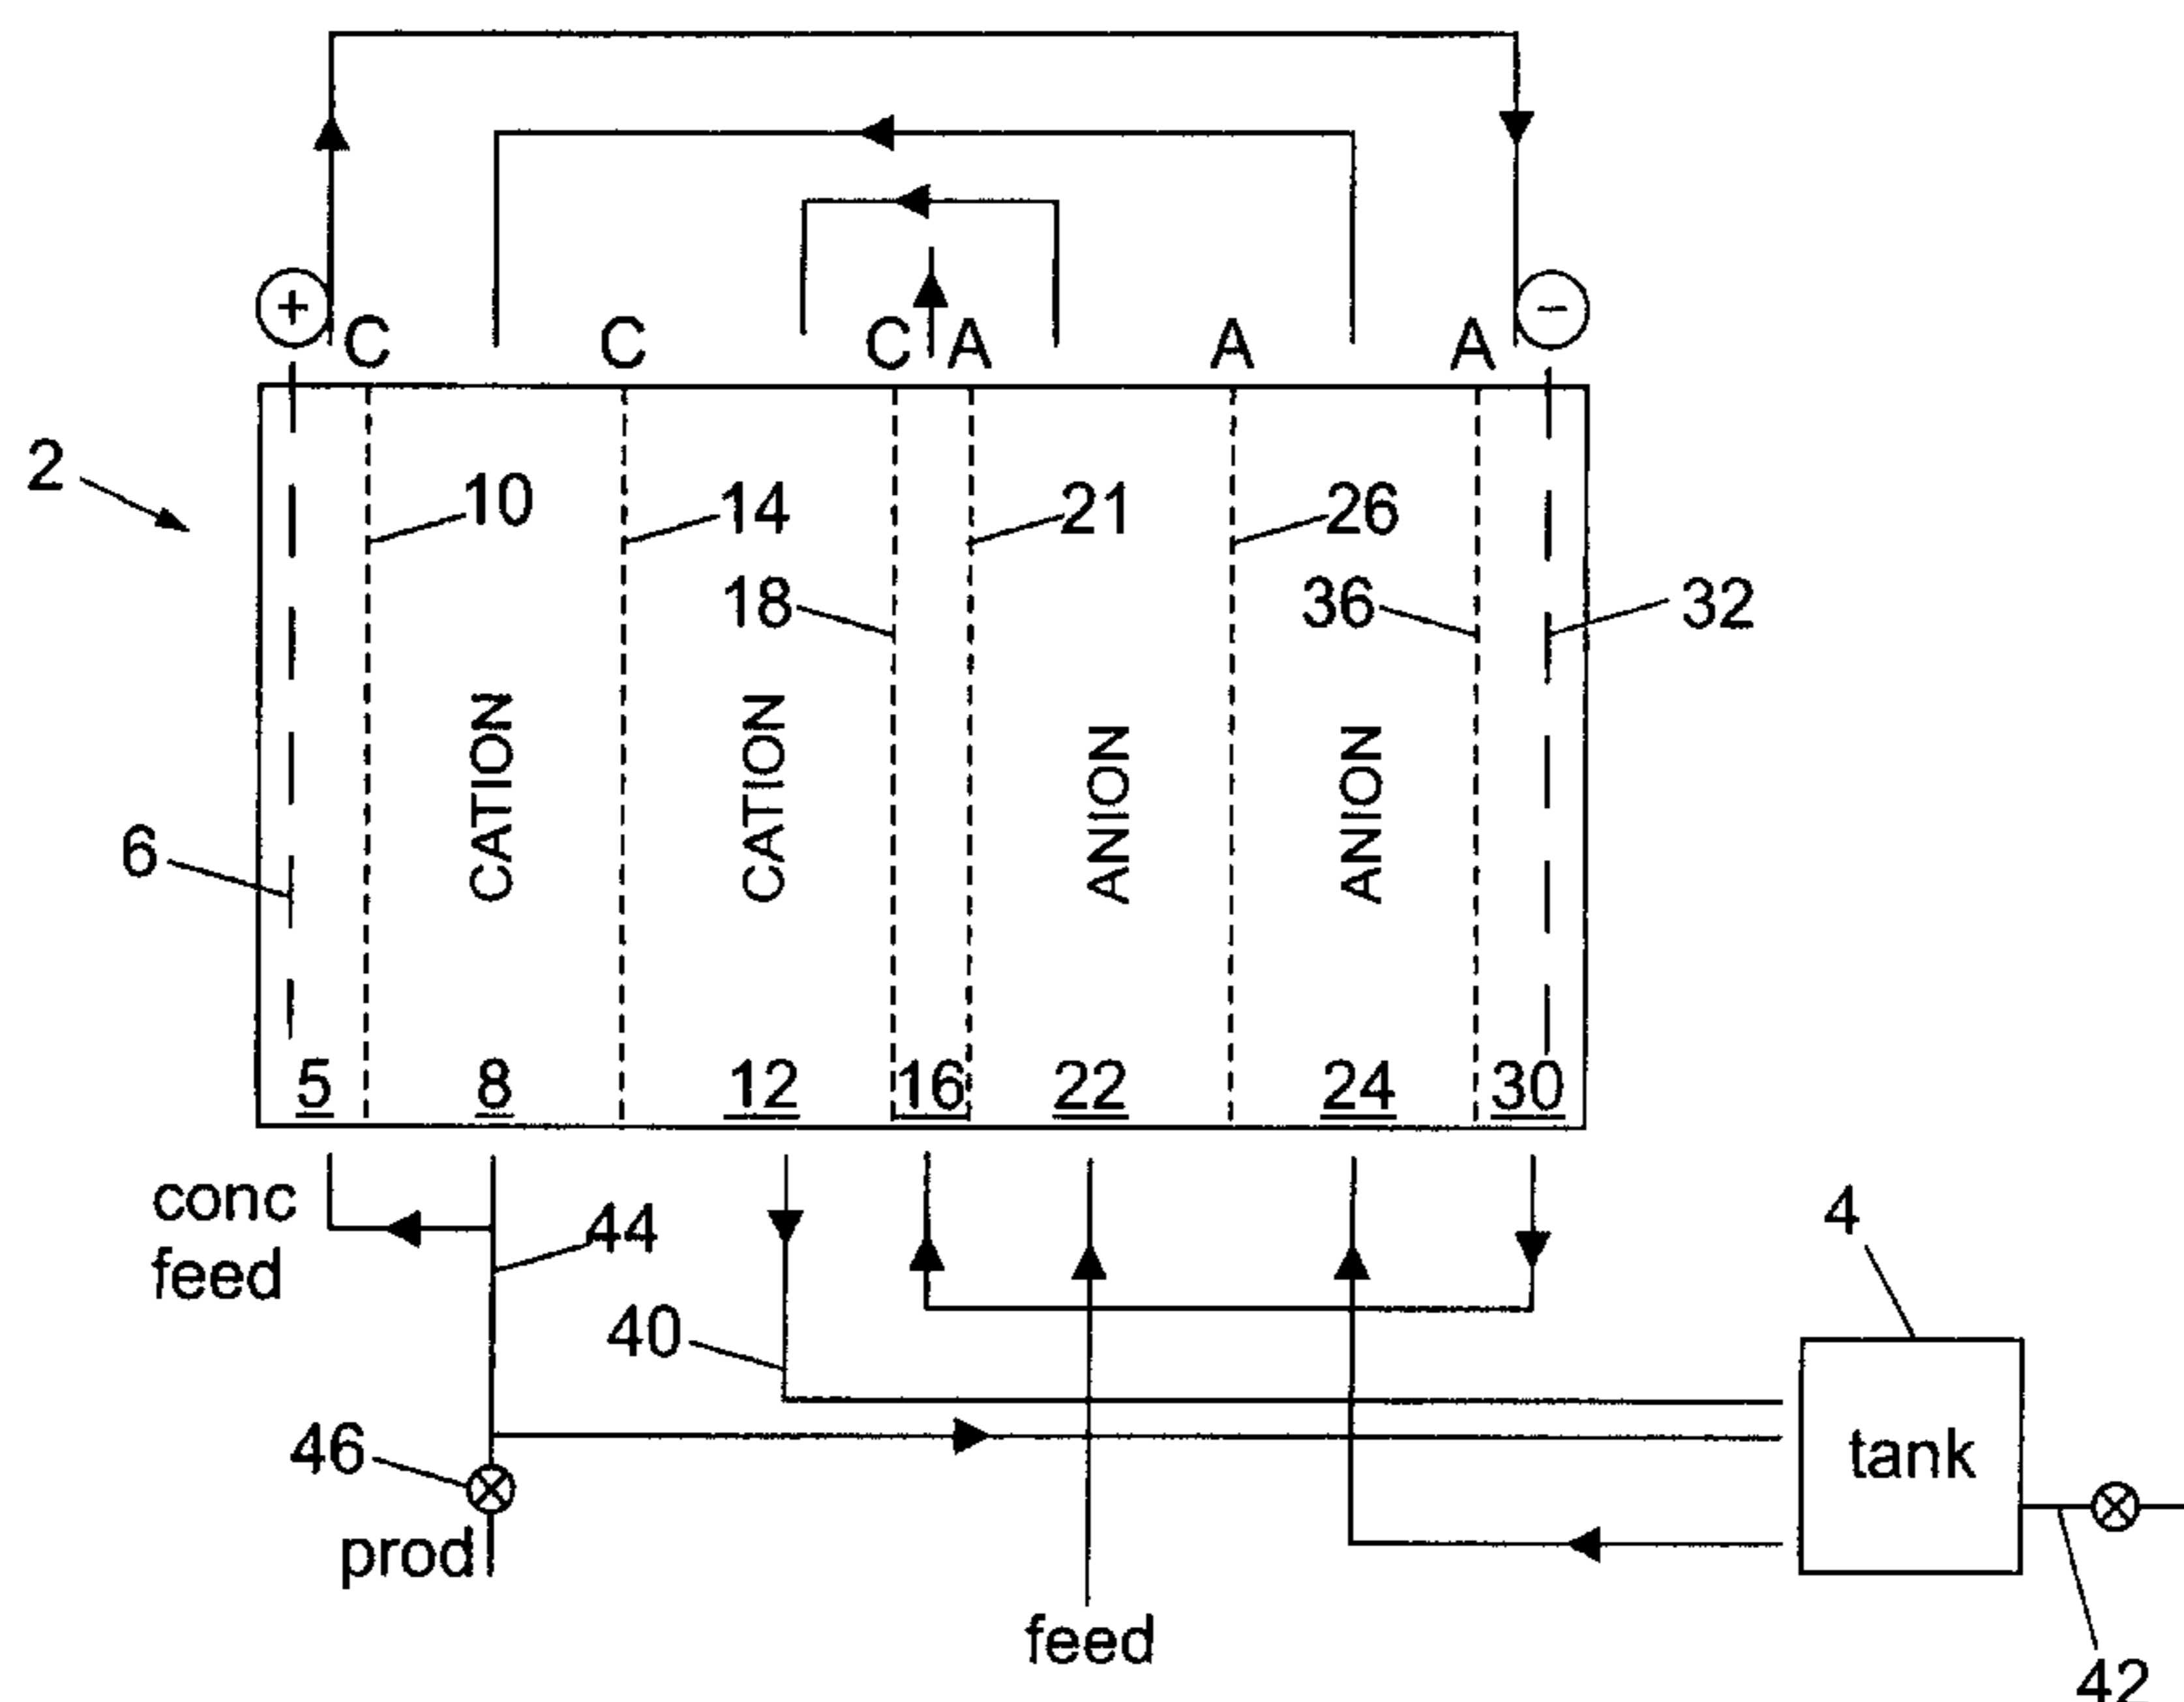 + C C C A A A −
2
10
14
21
26
18
36
32
CATION
CATION
ANION
ANION
6
5 8 12 16 22 24 30
conc
feed
44
4
40
46
tank
prod
feed
42